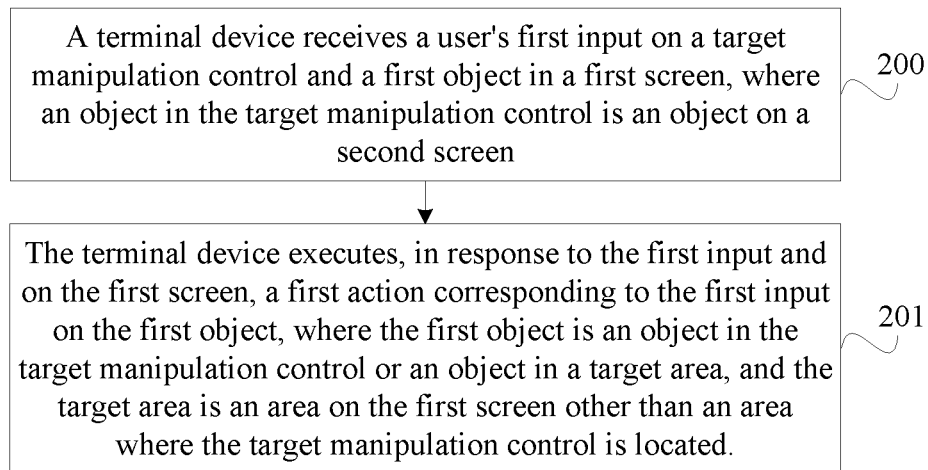 A terminal device receives a user's first input on a target
manipulation control and a first object in a first screen, where
an object in the target manipulation control is an object on a
second screen
200
The terminal device executes, in response to the first input and
on the first screen, a first action corresponding to the first input
on the first object, where the first object is an object in the
target manipulation control or an object in a target area, and the
target area is an area on the first screen other than an area
where the target manipulation control is located.
201